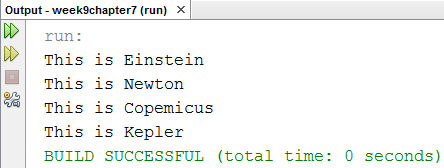 Output - week9chapter7 (run) ×
run:
This is Einstein
This is Newton
This is Copemicus
This is Kepler
BUILD SUCCESSFUL (total time: 0 seconds)